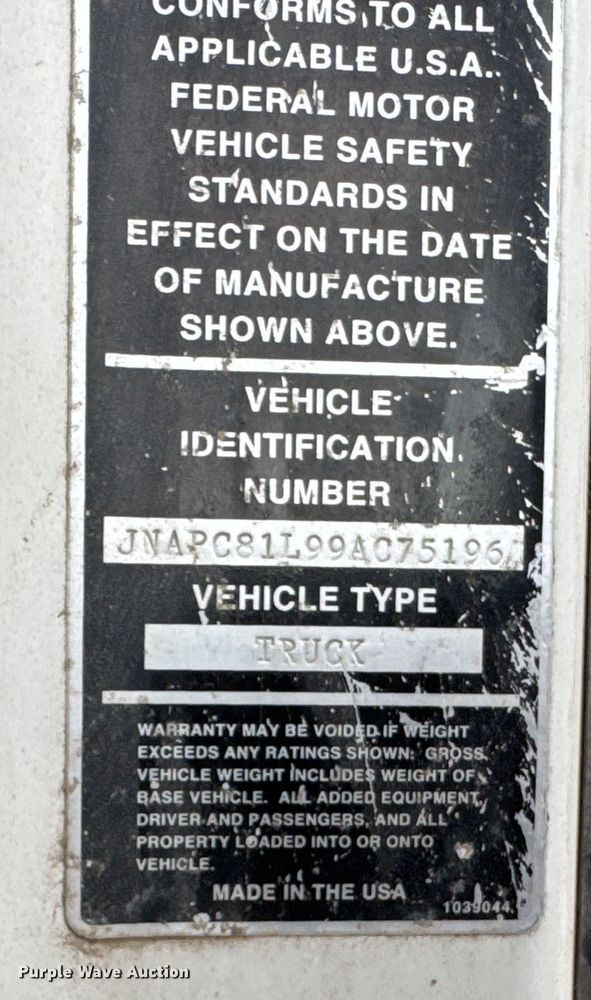 CONFORMS TO ALL
APPLICABLE U.S.A.
FEDERAL MOTOR
VEHICLE SAFETY
STANDARDS IN
EFFECT ON THE DATE
OF MANUFACTURE
SHOWN ABOVE.
VEHICLE
IDENTIFICATION
NUMBER
JNAPC81L99AC75196
VEHICLE TYPE
TRUCK
WARRANTY MAY BE VOIDED IF WEIGHT
EXCEEDS ANY RATINGS SHOWN. GROSS
VEHICLE WEIGHT INCLUDES WEIGHT OF
BASE VEHICLE. ALL ADDED EQUIPMENT,
DRIVER AND PASSENGERS, AND ALL
PROPERTY LOADED INTO OR ONTO
VEHICLE.
MADE IN THE USA
1039044
Purple Wave Auction